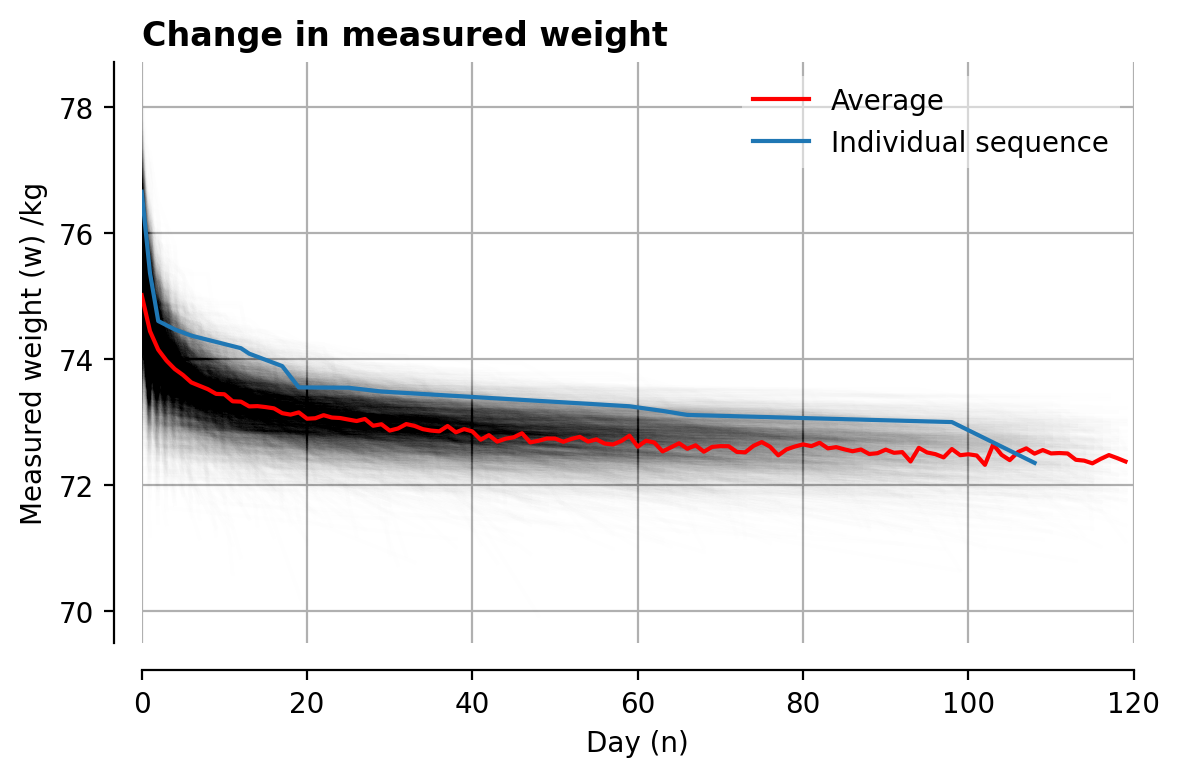 Change in measured weight
Average
Individual sequence
78
76
74
72
70
Measured weight (w) /kg
0 20 40 60 80 100 120
Day (n)